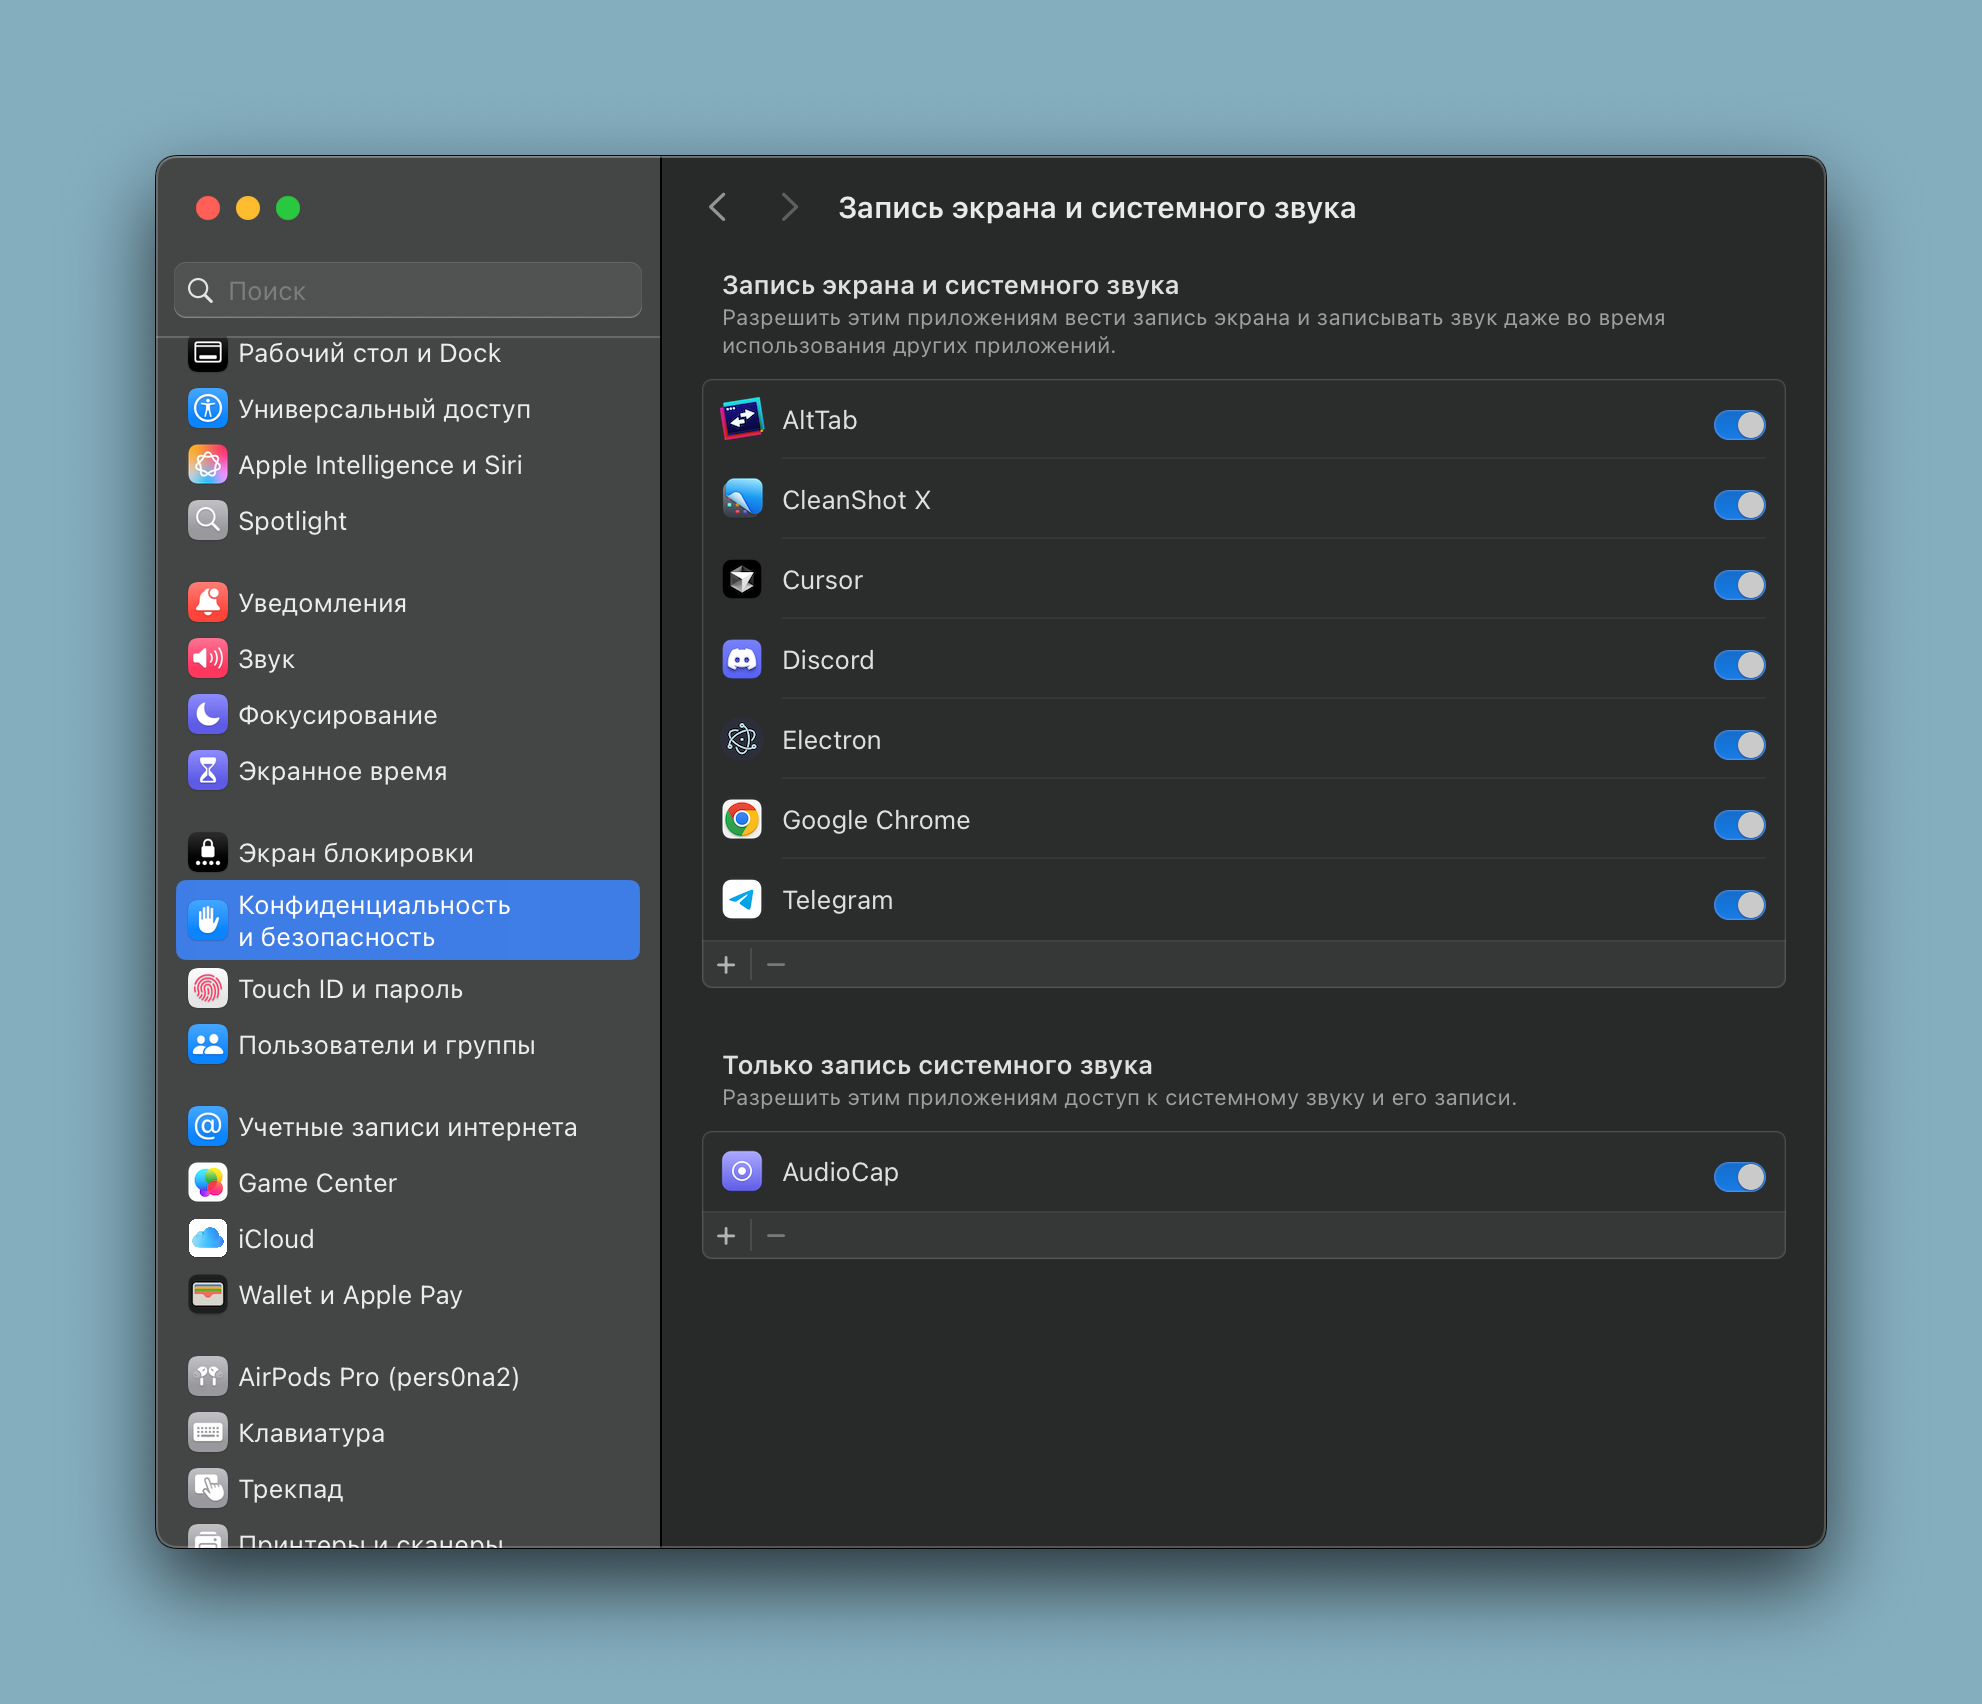 Поиск
Рабочий стол и Dock
Универсальный доступ
Apple Intelligence и Siri
Spotlight
Уведомления
Звук
Фокусирование
Экранное время
Экран блокировки
Конфиденциальность
и безопасность
Touch ID и пароль
Пользователи и группы
Учетные записи интернета
Game Center
iCloud
Wallet и Apple Pay
AirPods Pro (pers0na2)
Клавиатура
Трекпад
Принтеры и сканеры
Запись экрана и системного звука
Запись экрана и системного звука
Разрешить этим приложениям вести запись экрана и записывать звук даже во время
использования других приложений.
AltTab
CleanShot X
Cursor
Discord
Electron
Google Chrome
Telegram
Только запись системного звука
Разрешить этим приложениям доступ к системному звуку и его записи.
AudioCap